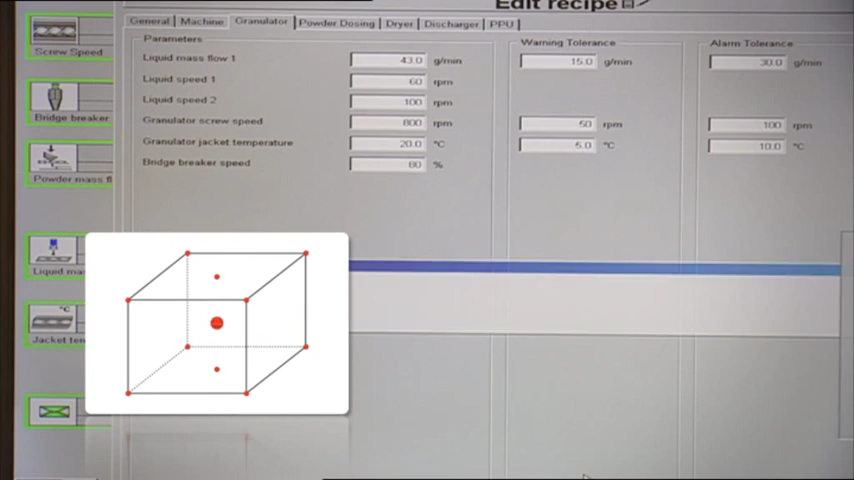 Edit recipe
General Machine Granulator Powder Dosing Dryer Discharger PPU
Parameters Warning Tolerance Alarm Tolerance
Liquid mass flow 1 43.0 g/min 15.0 g/min 30.0 g/min
Liquid speed 1 60 rpm
Liquid speed 2 100 rpm
Granulator screw speed 800 rpm 50 rpm 100 rpm
Granulator jacket temperature 20.0 °C 5.0 °C 10.0 °C
Bridge breaker speed 80 %
Screw Speed
Bridge breaker
Powder mass fl
Liquid mas
°C
Jacket ten